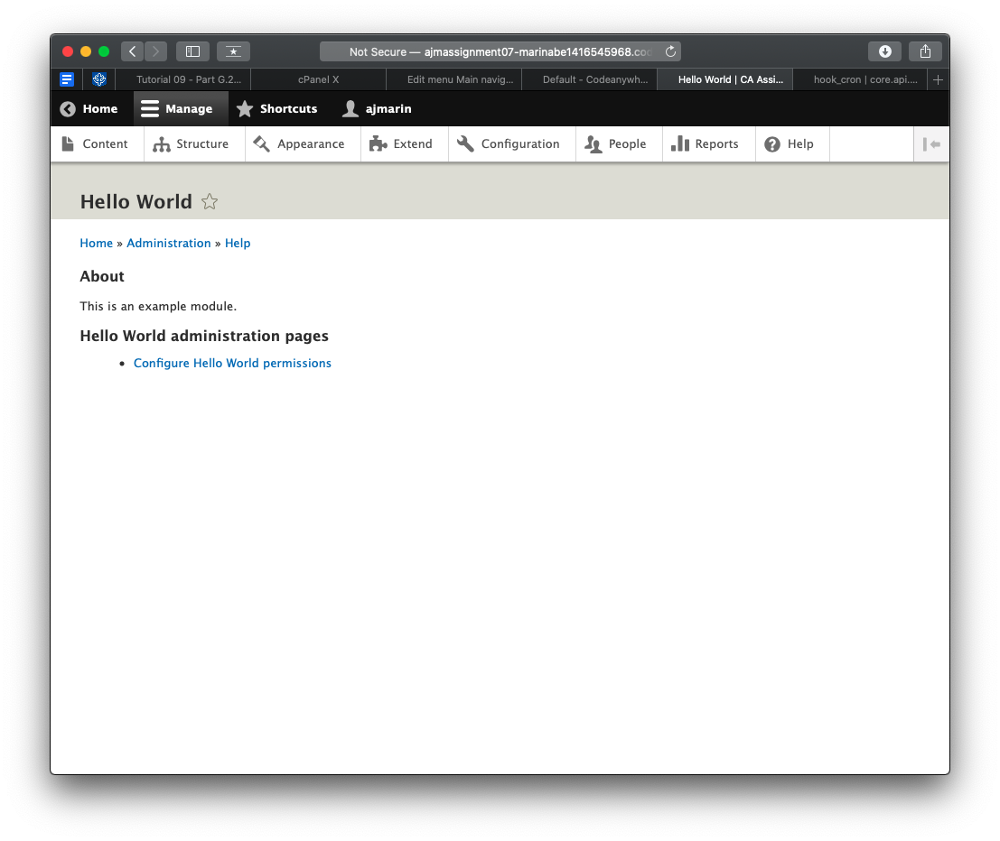 Not Secure — ajmassignment07-marinabe1416545968.coc
Tutorial 09 - Part G.2... cPanel X Edit menu Main navig... Default - Codeanywh... Hello World | CA Assi... hook_cron | core.api....
Home Manage Shortcuts ajmarin
Content Structure Appearance Extend Configuration People Reports Help
Hello World
Home » Administration » Help
About
This is an example module.
Hello World administration pages
Configure Hello World permissions